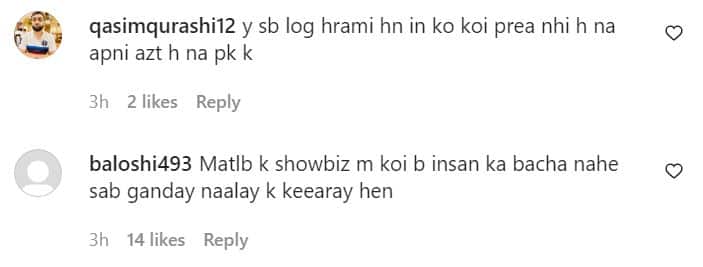 qasimqurashi12 y sb log hrami hn in ko koi prea nhi h na
apni azt h na pk k
3h 2 likes Reply
baloshi493 Matlb k showbiz m koi b insan ka bacha nahe
sab ganday naalay k keearay hen
3h 14 likes Reply